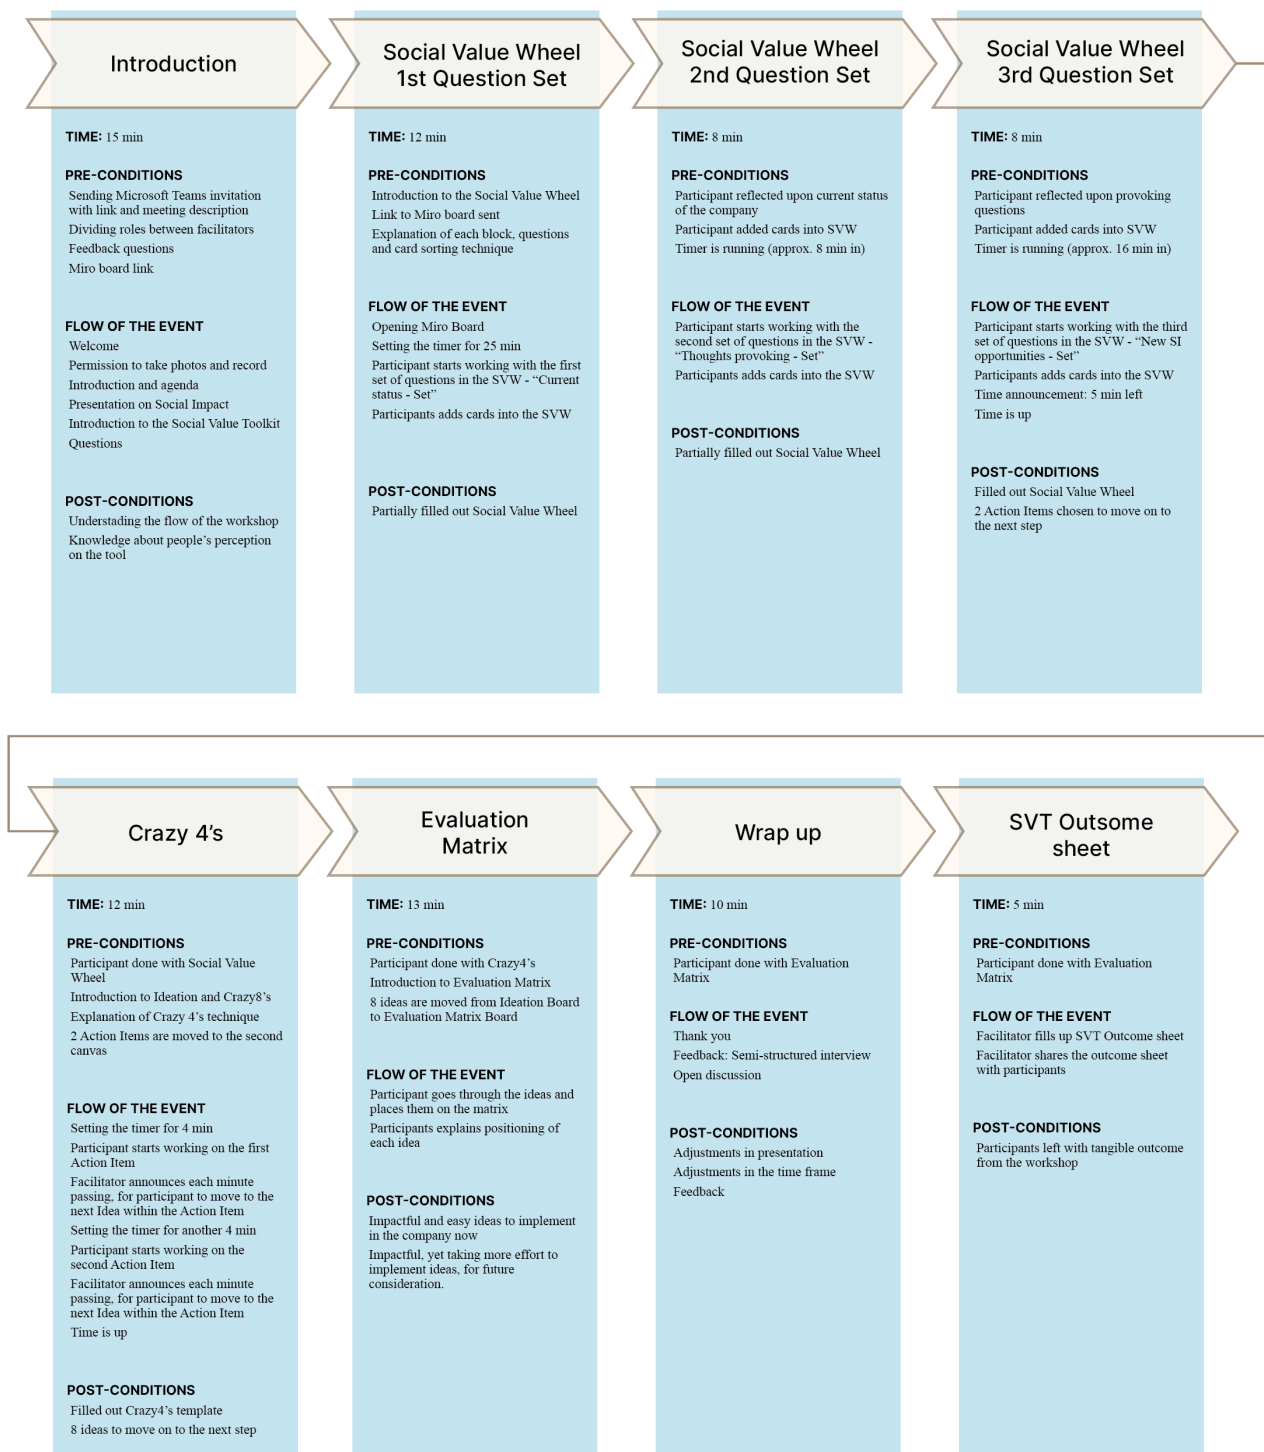 Introduction
TIME: 15 min
PRE-CONDITIONS
Sending Microsoft Teams invitation
with link and meeting description
Dividing roles between facilitators
Feedback questions
Miro board link
FLOW OF THE EVENT
Welcome
Permission to take photos and record
Introduction and agenda
Presentation on Social Impact
Introduction to the Social Value Toolkit
Questions
POST-CONDITIONS
Understading the flow of the workshop
Knowledge about people's perception
on the tool
Social Value Wheel
1st Question Set
TIME: 12 min
PRE-CONDITIONS
Introduction to the Social Value Wheel
Link to Miro board sent
Explanation of each block, questions
and card sorting technique
FLOW OF THE EVENT
Opening Miro Board
Setting the timer for 25 min
Participant starts working with the first
set of questions in the SVW - “Current
status - Set”
Participants adds cards into the SVW
POST-CONDITIONS
Partially filled out Social Value Wheel
Social Value Wheel
2nd Question Set
TIME: 8 min
PRE-CONDITIONS
Participant reflected upon current status
of the company
Participant added cards into SVW
Timer is running (approx. 8 min in)
FLOW OF THE EVENT
Participant starts working with the
second set of questions in the SVW -
“Thoughts provoking - Set”
Participants adds cards into the SVW
POST-CONDITIONS
Partially filled out Social Value Wheel
Social Value Wheel
3rd Question Set
TIME: 8 min
PRE-CONDITIONS
Participant reflected upon provoking
questions
Participant added cards into SVW
Timer is running (approx. 16 min in)
FLOW OF THE EVENT
Participant starts working with the third
set of questions in the SVW - “New SI
opportunities - Set”
Participants adds cards into the SVW
Time announcement: 5 min left
Time is up
POST-CONDITIONS
Filled out Social Value Wheel
2 Action Items chosen to move on to
the next step
Crazy 4’s
TIME: 12 min
PRE-CONDITIONS
Participant done with Social Value
Wheel
Introduction to Ideation and Crazy8’s
Explanation of Crazy 4’s technique
2 Action Items are moved to the second
canvas
FLOW OF THE EVENT
Setting the timer for 4 min
Participant starts working on the first
Action Item
Facilitator announces each minute
passing, for participant to move to the
next Idea within the Action Item
Setting the timer for another 4 min
Participant starts working on the
second Action Item
Facilitator announces each minute
passing, for participant to move to the
next Idea within the Action Item
Time is up
POST-CONDITIONS
Filled out Crazy4’s template
8 ideas to move on to the next step
Evaluation
Matrix
TIME: 13 min
PRE-CONDITIONS
Participant done with Crazy4’s
Introduction to Evaluation Matrix
8 ideas are moved from Ideation Board
to Evaluation Matrix Board
FLOW OF THE EVENT
Participant goes through the ideas and
places them on the matrix
Participants explains positioning of
each idea
POST-CONDITIONS
Impactful and easy ideas to implement
in the company now
Impactful, yet taking more effort to
implement ideas, for future
consideration.
Wrap up
TIME: 10 min
PRE-CONDITIONS
Participant done with Evaluation
Matrix
FLOW OF THE EVENT
Thank you
Feedback: Semi-structured interview
Open discussion
POST-CONDITIONS
Adjustments in presentation
Adjustments in the time frame
Feedback
SVT Outsome
sheet
TIME: 5 min
PRE-CONDITIONS
Participant done with Evaluation
Matrix
FLOW OF THE EVENT
Facilitator fills up SVT Outcome sheet
Facilitator shares the outcome sheet
with participants
POST-CONDITIONS
Participants left with tangible outcome
from the workshop